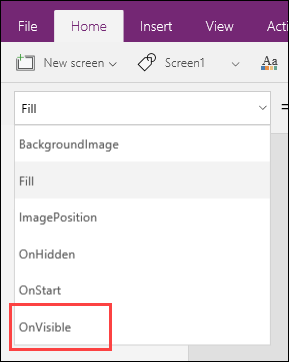 File Home Insert View Acti
New screen Screen1 Aa
Fill =
BackgroundImage
Fill
ImagePosition
OnHidden
OnStart
OnVisible